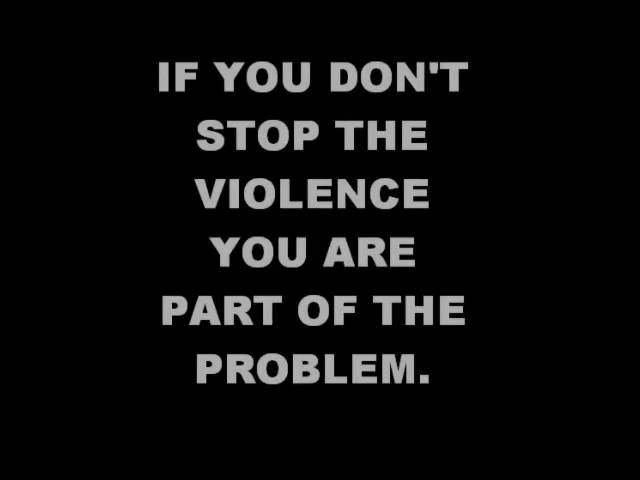 IF YOU DON'T
STOP THE
VIOLENCE
YOU ARE
PART OF THE
PROBLEM.